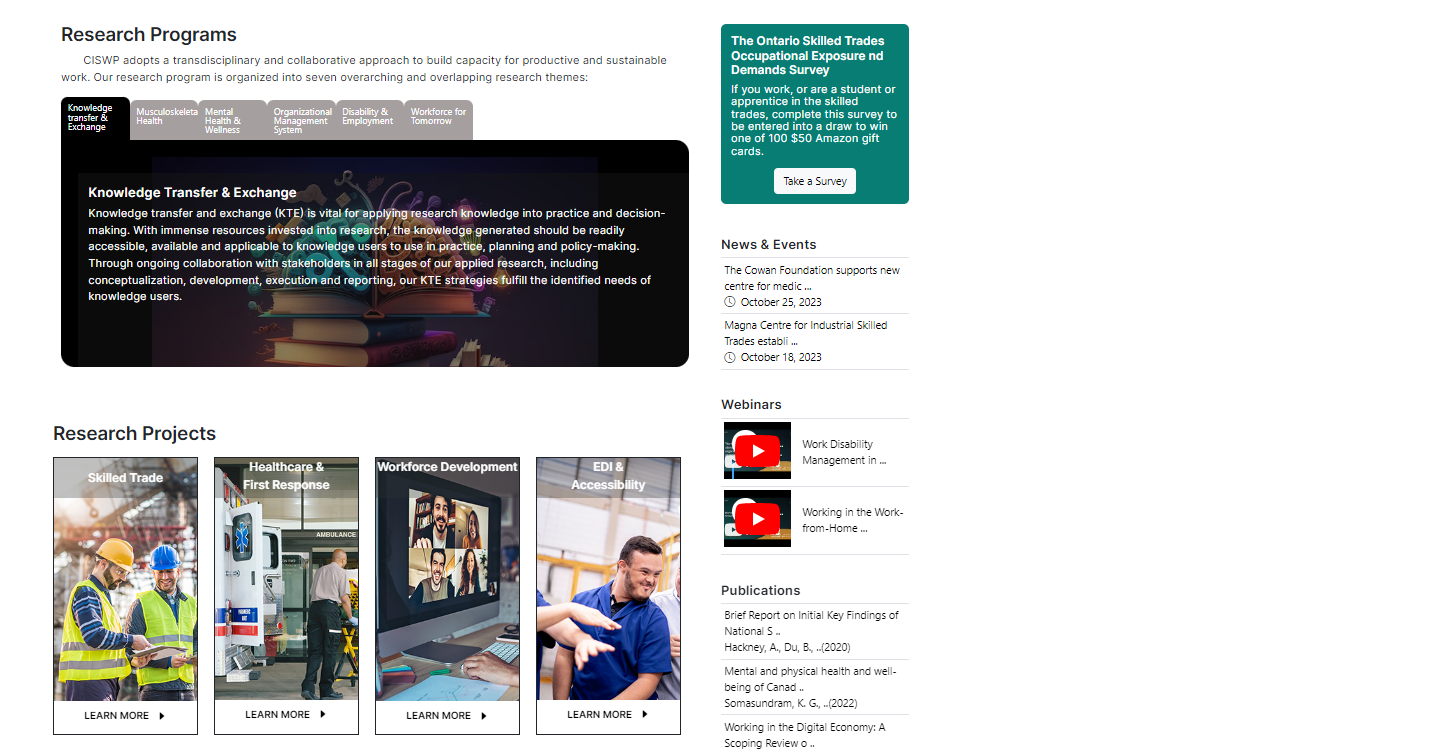 Research Programs
CISWP adopts a transdisciplinary and collaborative approach to build capacity for productive and sustainable
work. Our research program is organized into seven overarching and overlapping research themes:
Knowledge
transfer &
Exchange
Musculoskeleta
Health
Mental
Health &
Wellness
Organizational
Management
System
Disability &
Employment
Workforce for
Tomorrow
Knowledge Transfer & Exchange
Knowledge transfer and exchange (KTE) is vital for applying research knowledge into practice and decision-
making. With immense resources invested into research, the knowledge generated should be readily
accessible, available and applicable to knowledge users to use in practice, planning and policy-making.
Through ongoing collaboration with stakeholders in all stages of our applied research, including
conceptualization, development, execution and reporting, our KTE strategies fulfill the identified needs of
knowledge users.
Research Projects
Skilled Trade
LEARN MORE
Healthcare &
First Response
AMBULANCE
LEARN MORE
Workforce Development
LEARN MORE
EDI &
Accessibility
LEARN MORE
The Ontario Skilled Trades
Occupational Exposure nd
Demands Survey
If you work, or are a student or
apprentice in the skilled
trades, complete this survey to
be entered into a draw to win
one of 100 $50 Amazon gift
cards.
Take a Survey
News & Events
The Cowan Foundation supports new
centre for medic ...
October 25, 2023
Magna Centre for Industrial Skilled
Trades establi ...
October 18, 2023
Webinars
Work Disability
Management in ...
Working in the Work-
from-Home ...
Publications
Brief Report on Initial Key Findings of
National S ..
Hackney, A., Du, B., ..(2020)
Mental and physical health and well-
being of Canad ..
Somasundram, K. G., ..(2022)
Working in the Digital Economy: A
Scoping Review o ..